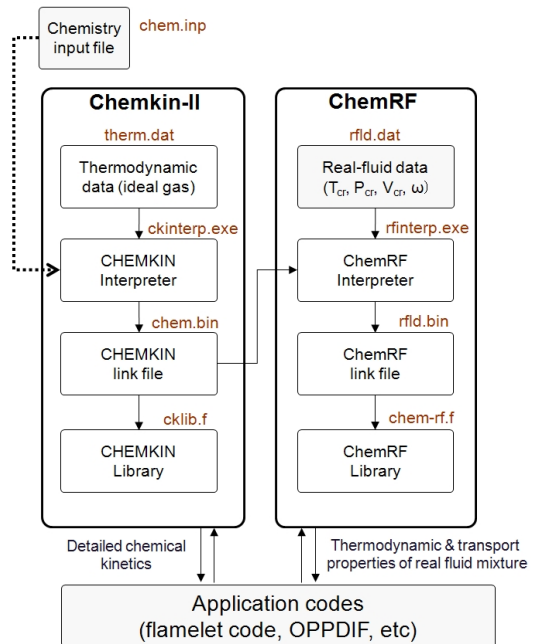 Chemistry
input file
chem.inp
Chemkin-II
therm.dat
Thermodynamic
data (ideal gas)
ckinterp.exe
CHEMKIN
Interpreter
chem.bin
CHEMKIN
link file
cklib.f
CHEMKIN
Library
ChemRF
rfld.dat
Real-fluid data
(Tcr, Pcr, Vcr, ω)
rfinterp.exe
ChemRF
Interpreter
rfld.bin
ChemRF
link file
chem-rf.f
ChemRF
Library
Detailed chemical
kinetics
Thermodynamic & transport
properties of real fluid mixture
Application codes
(flamelet code, OPPDIF, etc)